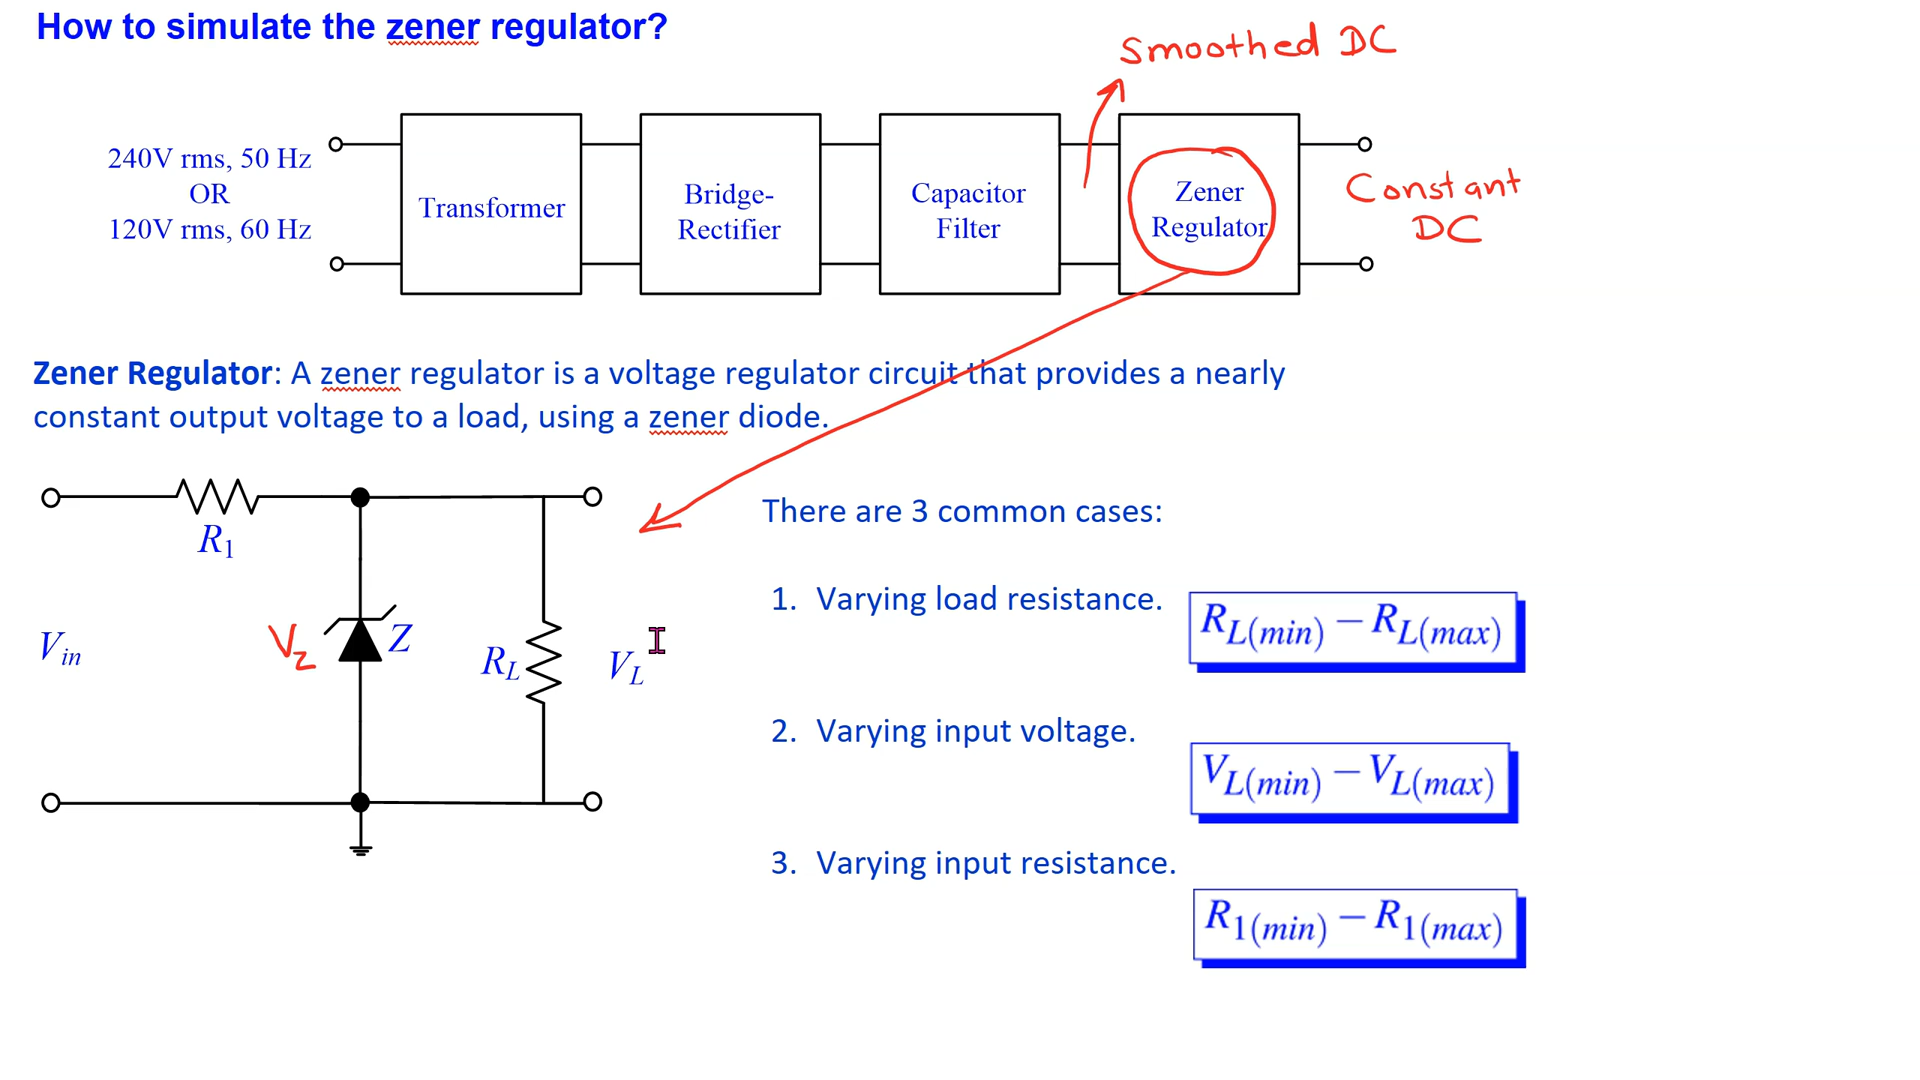 How to simulate the zener regulator?
Smoothed DC
240V rms, 50 Hz
OR
120V rms, 60 Hz
Transformer
Bridge-
Rectifier
Capacitor
Filter
Zener
Regulator
Constant
DC
Zener Regulator: A zener regulator is a voltage regulator circuit that provides a nearly
constant output voltage to a load, using a zener diode.
R1
Vin
VZ
Z
RL
VL
There are 3 common cases:
1. Varying load resistance.
RL(min) – RL(max)
2. Varying input voltage.
VL(min) – VL(max)
3. Varying input resistance.
R1(min) – R1(max)